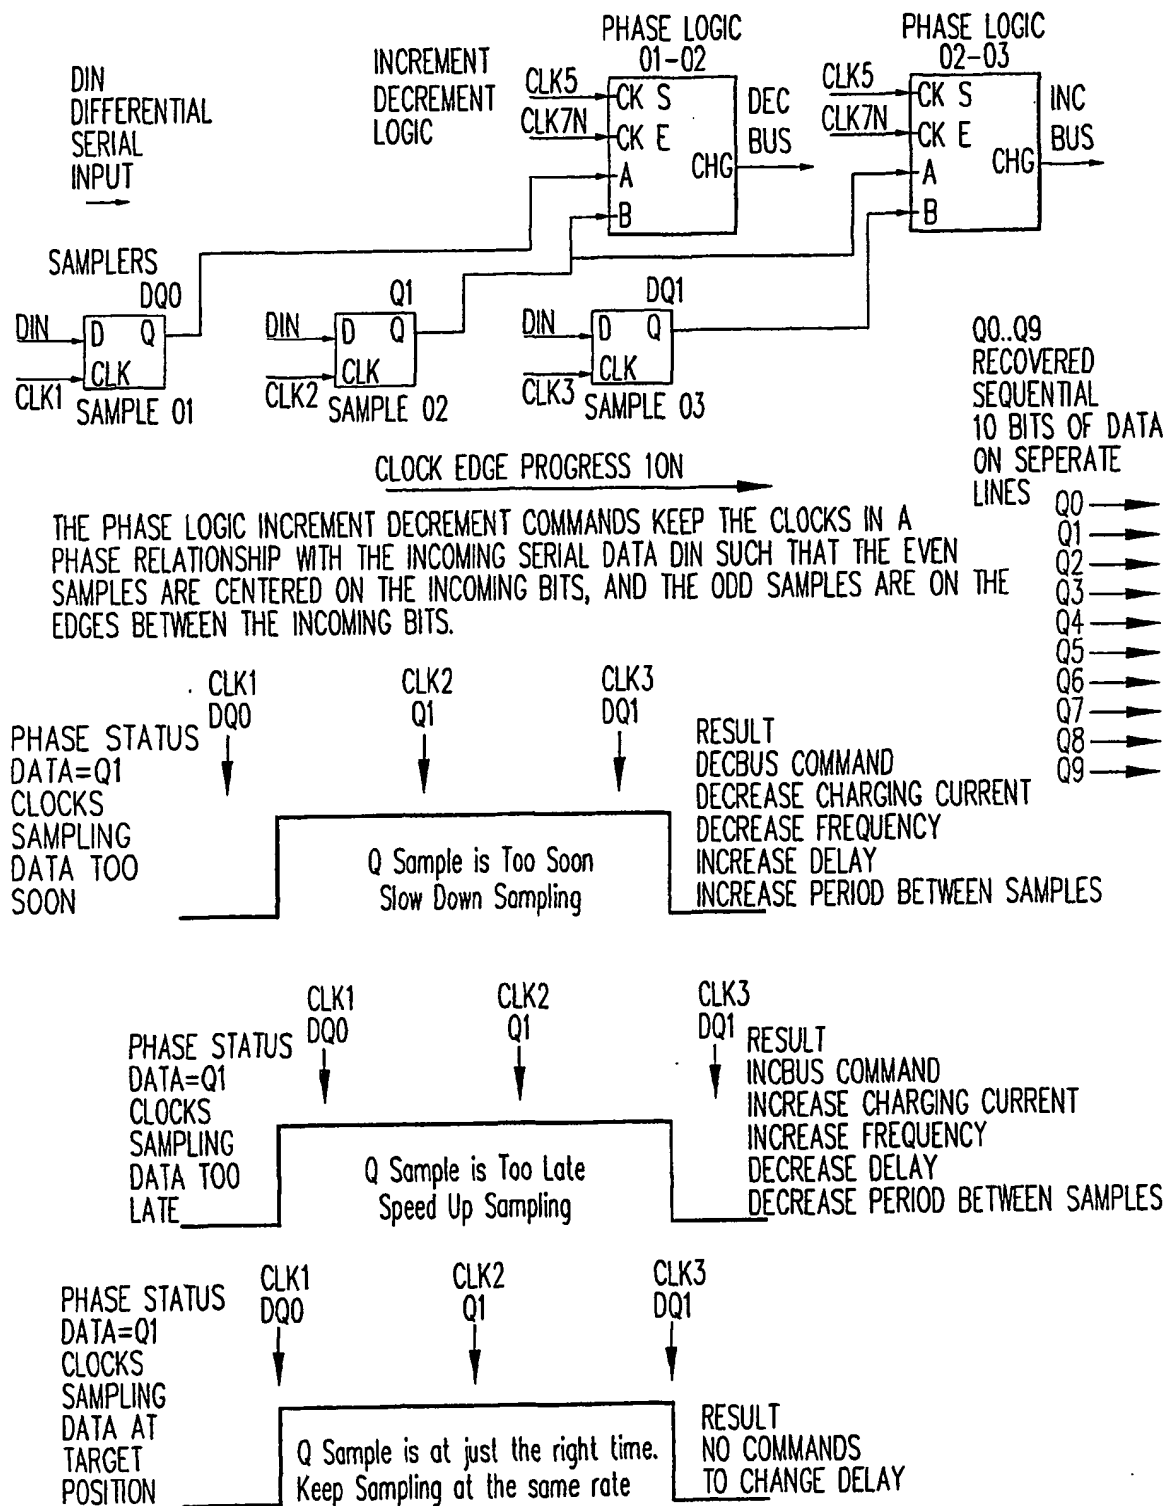 DIN
DIFFERENTIAL
SERIAL
INPUT
INCREMENT
DECREMENT
LOGIC
PHASE LOGIC
01-02
CLK5
CLK7N
CK S
CK E
A
B
CHG
DEC
BUS
PHASE LOGIC
02-03
CLK5
CLK7N
CK S
CK E
A
B
CHG
INC
BUS
SAMPLERS
DQ0
DIN
D Q
CLK
CLK1
SAMPLE 01
Q1
DIN
D Q
CLK
CLK2
SAMPLE 02
DQ1
DIN
D Q
CLK
CLK3
SAMPLE 03
Q0..Q9
RECOVERED
SEQUENTIAL
10 BITS OF DATA
ON SEPERATE
LINES
Q0
Q1
Q2
Q3
Q4
Q5
Q6
Q7
Q8
Q9
CLOCK EDGE PROGRESS 10N
THE PHASE LOGIC INCREMENT DECREMENT COMMANDS KEEP THE CLOCKS IN A
PHASE RELATIONSHIP WITH THE INCOMING SERIAL DATA DIN SUCH THAT THE EVEN
SAMPLES ARE CENTERED ON THE INCOMING BITS, AND THE ODD SAMPLES ARE ON THE
EDGES BETWEEN THE INCOMING BITS.
CLK1
DQ0
CLK2
Q1
CLK3
DQ1
PHASE STATUS
DATA=Q1
CLOCKS
SAMPLING
DATA TOO
SOON
Q Sample is Too Soon
Slow Down Sampling
RESULT
DECBUS COMMAND
DECREASE CHARGING CURRENT
DECREASE FREQUENCY
INCREASE DELAY
INCREASE PERIOD BETWEEN SAMPLES
CLK1
DQ0
CLK2
Q1
CLK3
DQ1
PHASE STATUS
DATA=Q1
CLOCKS
SAMPLING
DATA TOO
LATE
Q Sample is Too Late
Speed Up Sampling
RESULT
INCBUS COMMAND
INCREASE CHARGING CURRENT
INCREASE FREQUENCY
DECREASE DELAY
DECREASE PERIOD BETWEEN SAMPLES
CLK1
DQ0
CLK2
Q1
CLK3
DQ1
PHASE STATUS
DATA=Q1
CLOCKS
SAMPLING
DATA AT
TARGET
POSITION
Q Sample is at just the right time.
Keep Sampling at the same rate
RESULT
NO COMMANDS
TO CHANGE DELAY